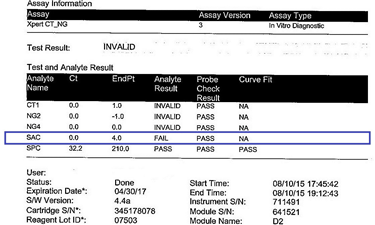 Assay Information
Assay Assay Version Assay Type
Xpert CT_NG 3 In Vitro Diagnostic
Test Result: INVALID INVALID
Test and Analyte Result
Analyte Name Ct EndPt Analyte Result Probe Check Result Curve Fit
CT1 0.0 1.0 INVALID PASS NA
NG2 0.0 -1.0 INVALID PASS NA
NG4 0.0 0.0 INVALID PASS NA
SAC 0.0 4.0 FAIL PASS NA
SPC 32.2 210.0 PASS PASS PASS
User:
Status: Done Start Time: 08/10/15 17:45:42
Expiration Date*: 04/30/17 End Time: 08/10/15 19:12:43
S/W Version: 4.4a Instrument S/N: 711491
Cartridge S/N*: 345178078 Module S/N: 641521
Reagent Lot ID*: 07503 Module Name: D2